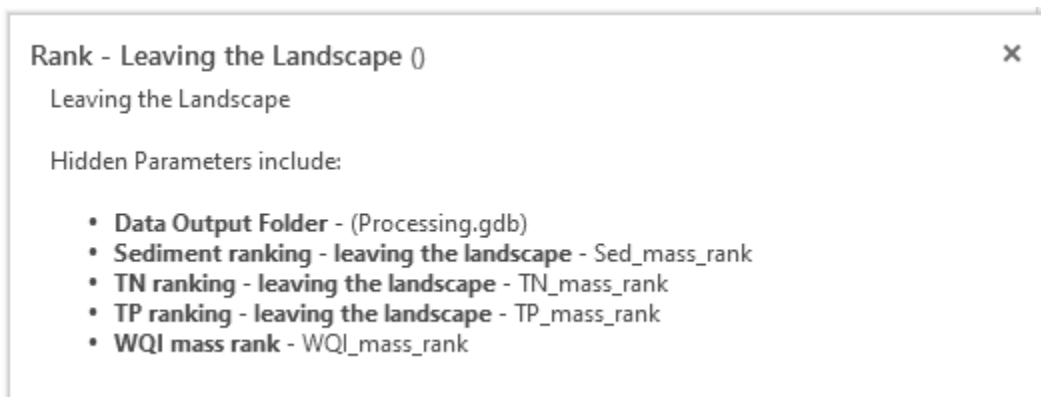 Rank - Leaving the Landscape ()
Leaving the Landscape
Hidden Parameters include:
• Data Output Folder - (Processing.gdb)
• Sediment ranking - leaving the landscape - Sed_mass_rank
• TN ranking - leaving the landscape - TN_mass_rank
• TP ranking - leaving the landscape - TP_mass_rank
• WQI mass rank - WQI_mass_rank